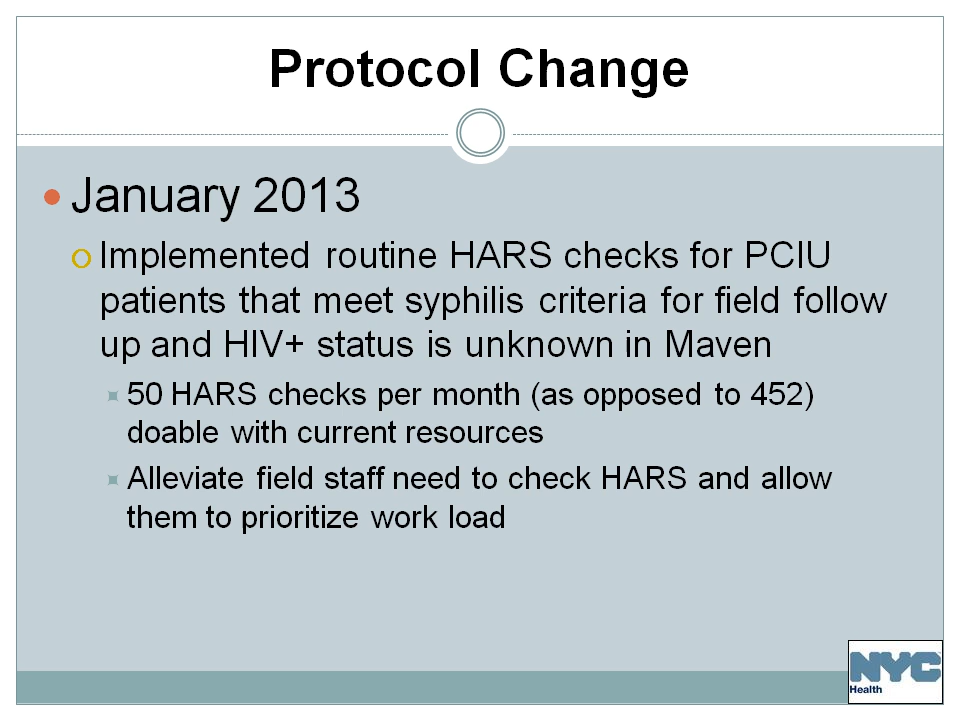 Protocol Change
January 2013
Implemented routine HARS checks for PCIU
patients that meet syphilis criteria for field follow
up and HIV+ status is unknown in Maven
50 HARS checks per month (as opposed to 452)
doable with current resources
Alleviate field staff need to check HARS and allow
them to prioritize work load
NYC
Health